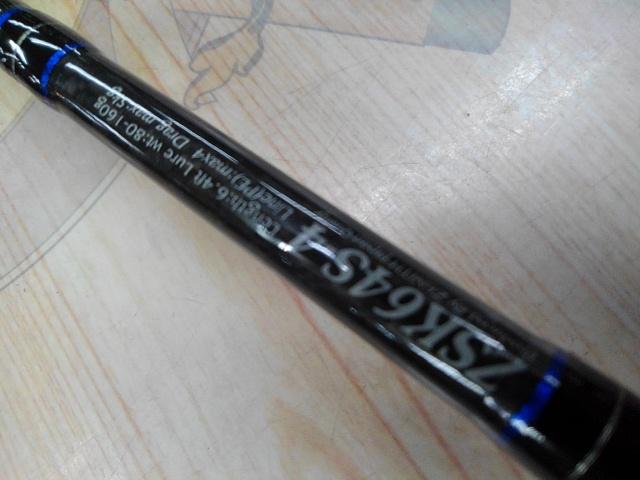 ZSK64S-4
Length:6.4ft Lure wt:80-160g
Line(PE):max4 Drag max:5kg